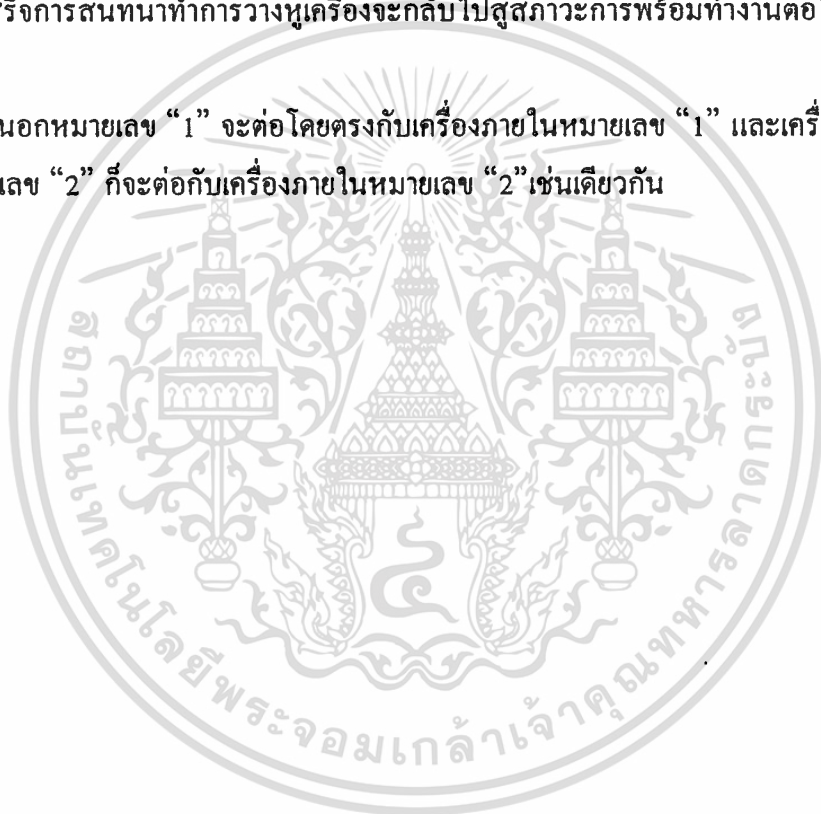 เสร็จการสนทนาทำการวางหูเครื่องจะกลับไปสู่สภาวะการพร้อมทำงานต่อ
นอกหมายเลข “1” จะต่อโดยตรงกับเครื่องภายในหมายเลข “1” และเครื่
เลข “2” ก็จะต่อกับเครื่องภายในหมายเลข “2”เช่นเดียวกัน
สถาบันเทคโนโลยีพระจอมเกล้าเจ้าคุณทหารลาดกระบัง